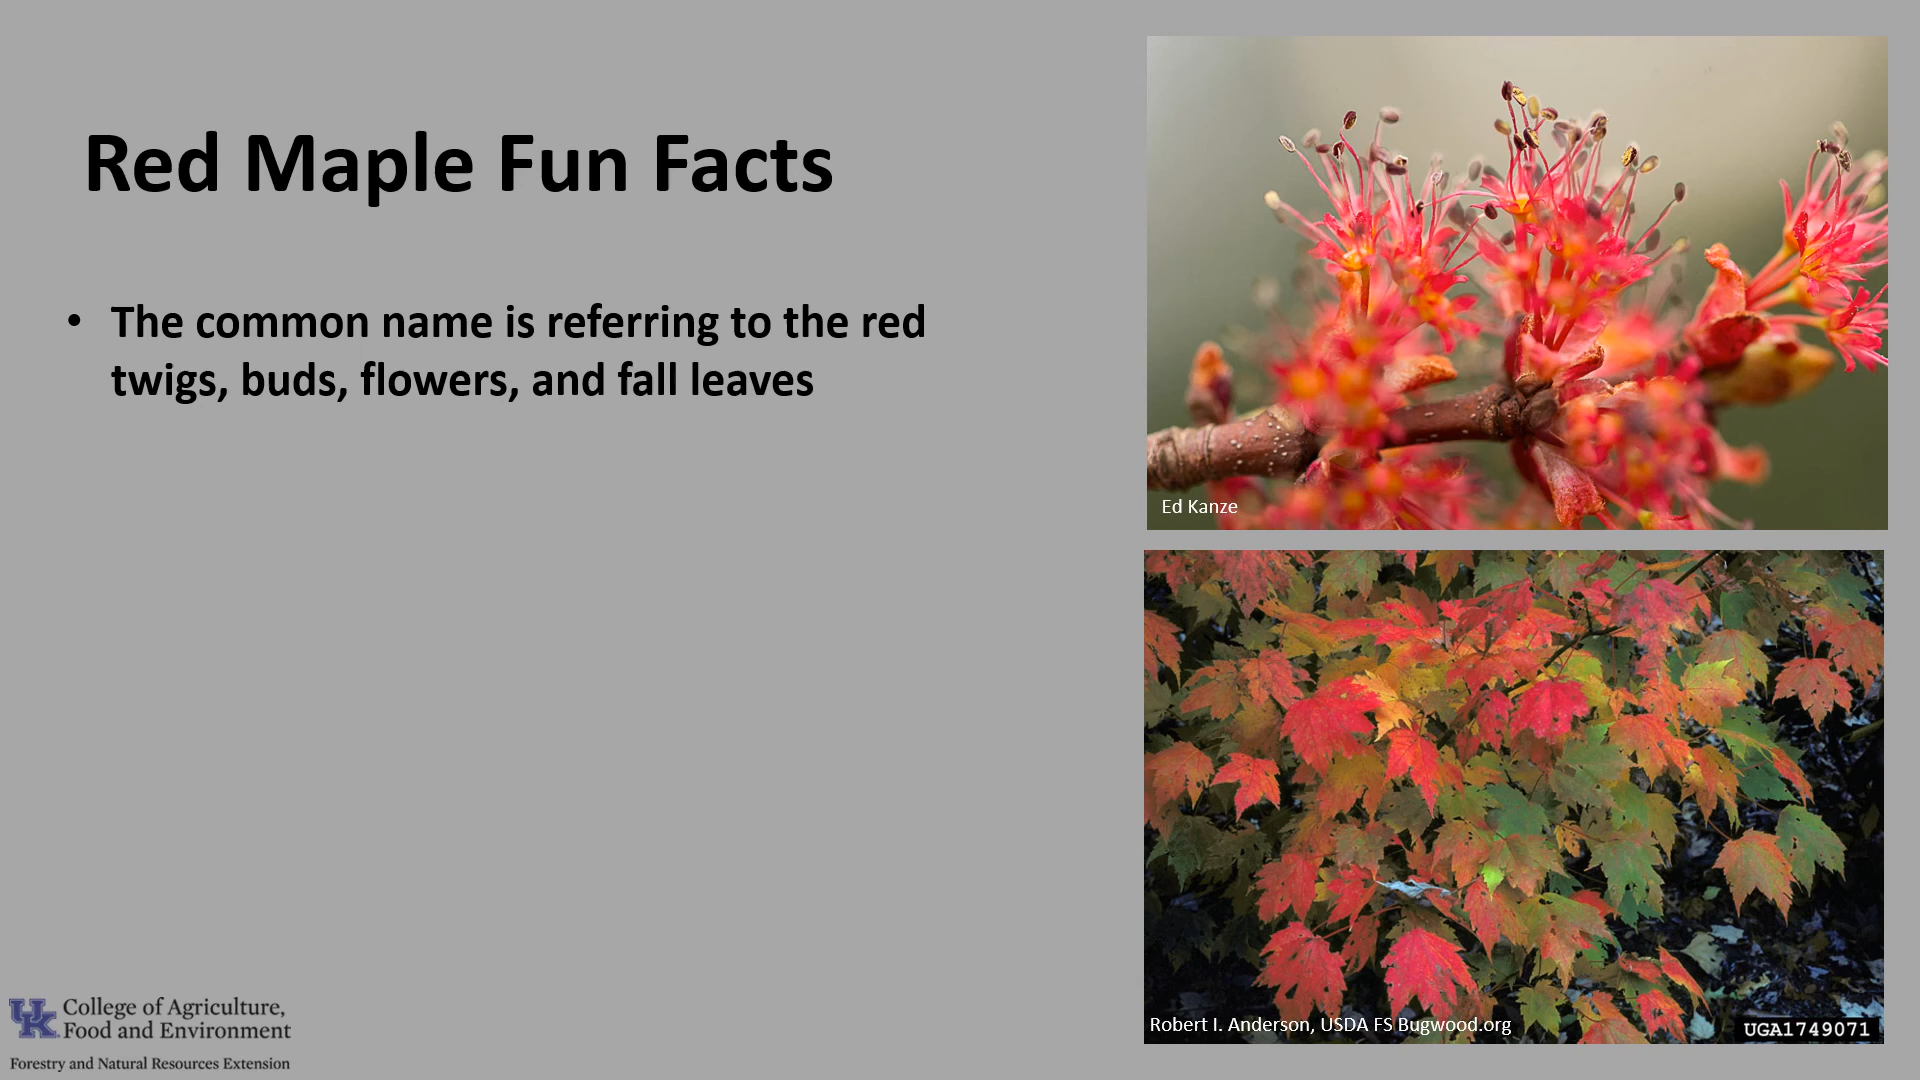 Red Maple Fun Facts
• The common name is referring to the red
twigs, buds, flowers, and fall leaves
Ed Kanze
Robert I. Anderson, USDA FS Bugwood.org
UGA1749071
UK College of Agriculture,
Food and Environment
Forestry and Natural Resources Extension